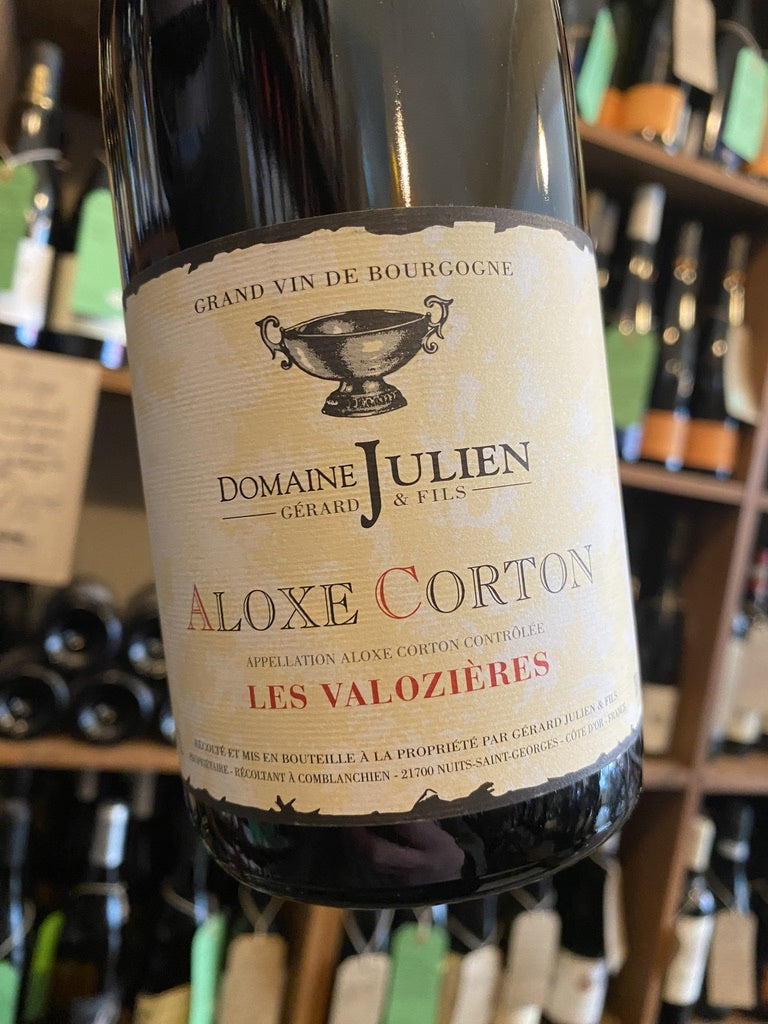 GRAND VIN DE BOURGOGNE
DOMAINE JULIEN
GÉRARD & FILS
ALOXE CORTON
APPELLATION ALOXE CORTON CONTRÔLÉE
LES VALOZIÈRES
RÉCOLTÉ ET MIS EN BOUTEILLE À LA PROPRIÉTÉ PAR GÉRARD JULIEN & FILS
PROPRIÉTAIRE - RÉCOLTANT À COMBLANCHIEN - 21700 NUITS-SAINT-GEORGES - CÔTE D'OR - FRANCE